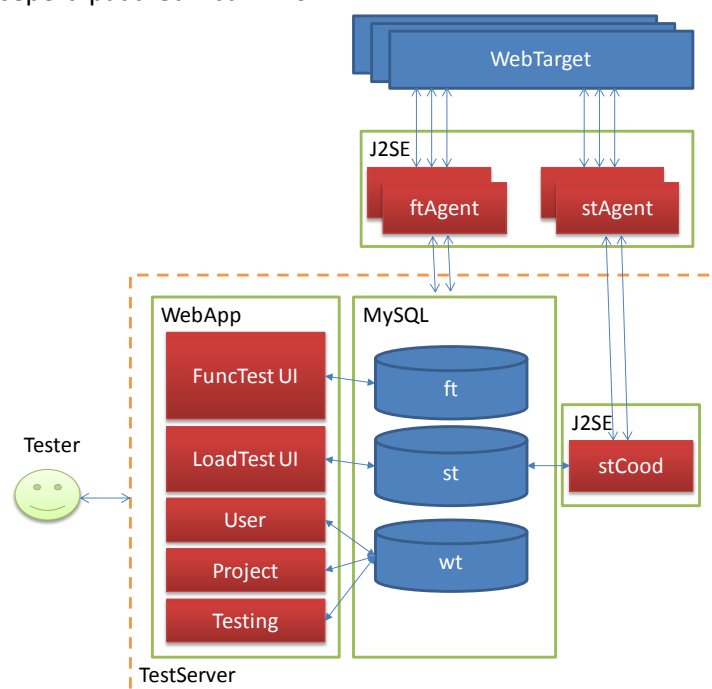 WebTarget
J2SE
ftAgent
stAgent
WebApp
MySQL
FuncTest UI
ft
J2SE
Tester
LoadTest UI
st
stCood
User
wt
Project
Testing
TestServer